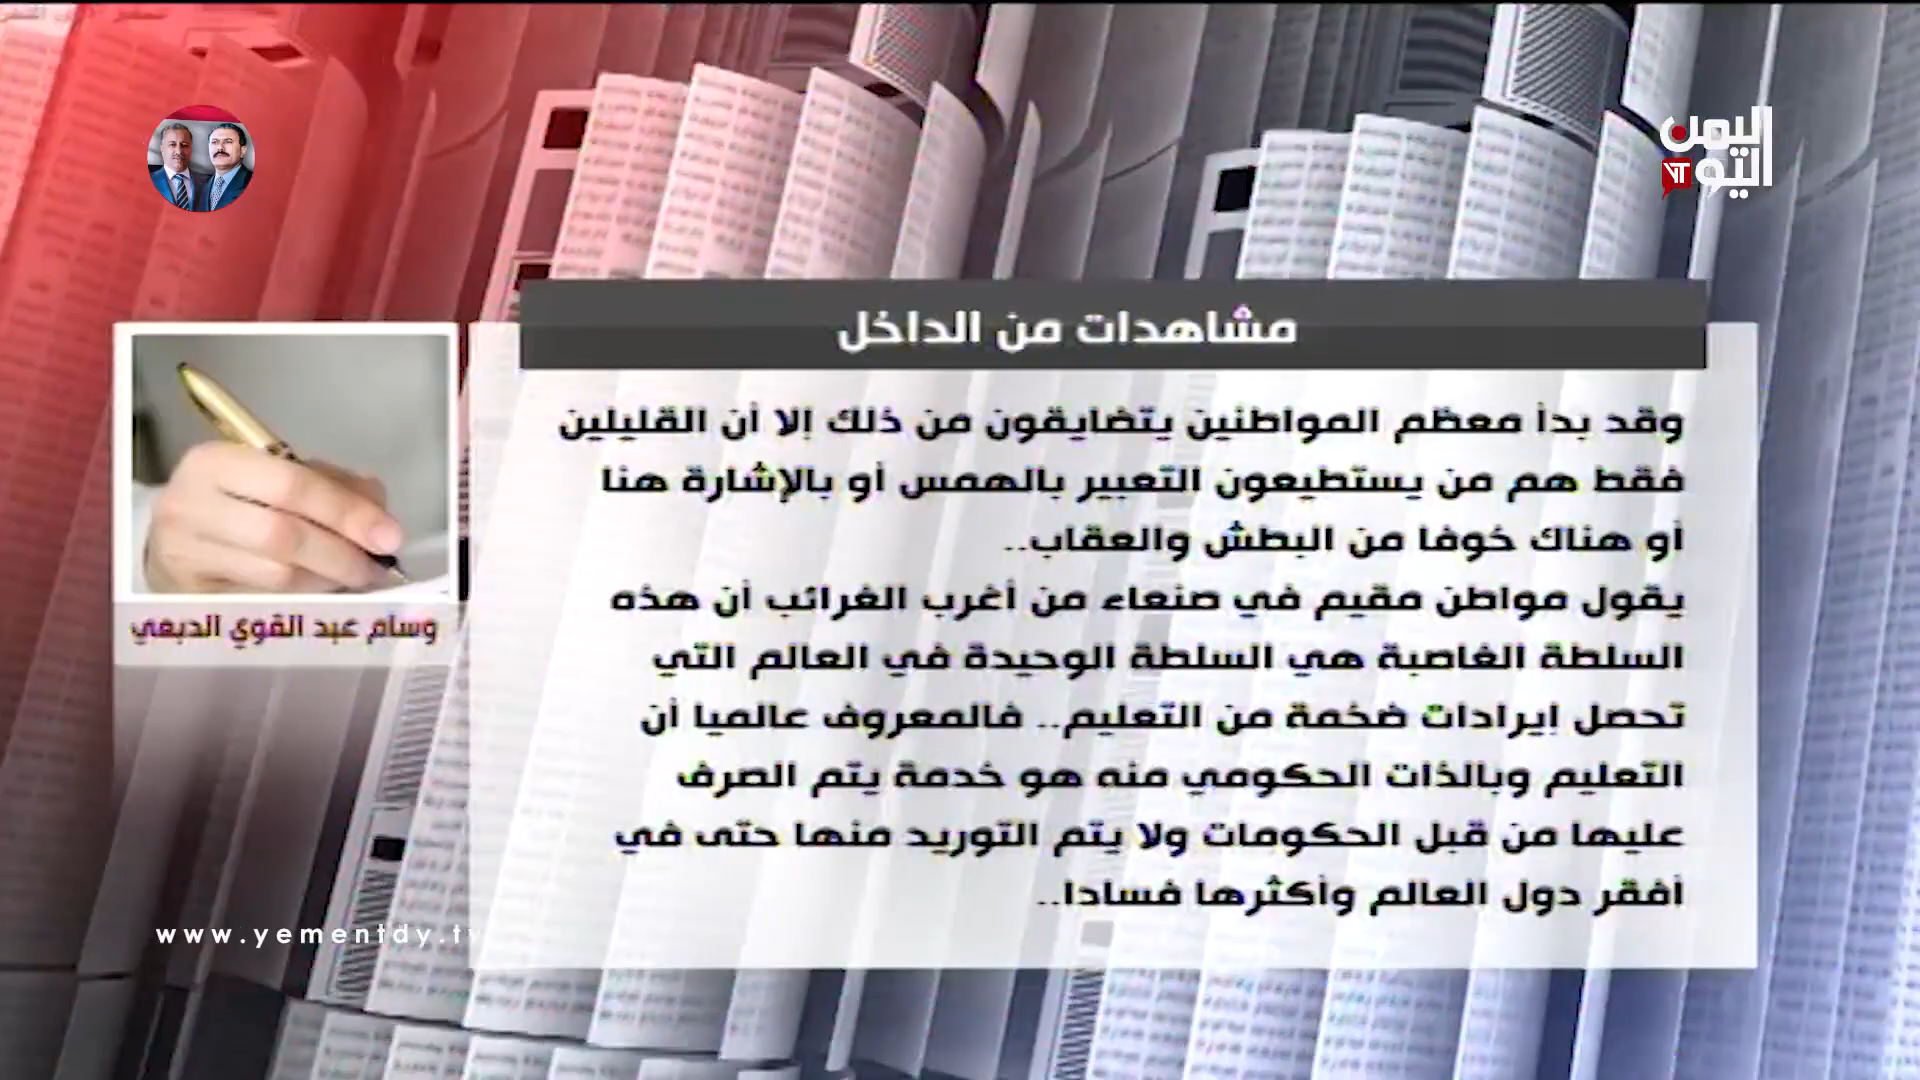 اليمن
اليوم
YT
مشاهدات من الداخل
وقد بدأ معظم المواطنين يتضايقون من ذلك إلا أن القليلين
فقط هم من يستطيعون التعبير بالهمس أو بالإشارة هنا
أو هناك خوفا من البطش والعقاب..
يقول مواطن مقيم في صنعاء من أغرب الغرائب أن هذه
السلطة الغاصبة هي السلطة الوحيدة في العالم التي
تحصل إيرادات ضخمة من التعليم.. فالمعروف عالميا أن
التعليم وبالذات الحكومي منه هو خدمة يتم الصرف
عليها من قبل الحكومات ولا يتم التوريد منها حتى في
أفقر دول العالم وأكثرها فسادا..
وسام عبد القوي الدبعي
www.yementdy.tv